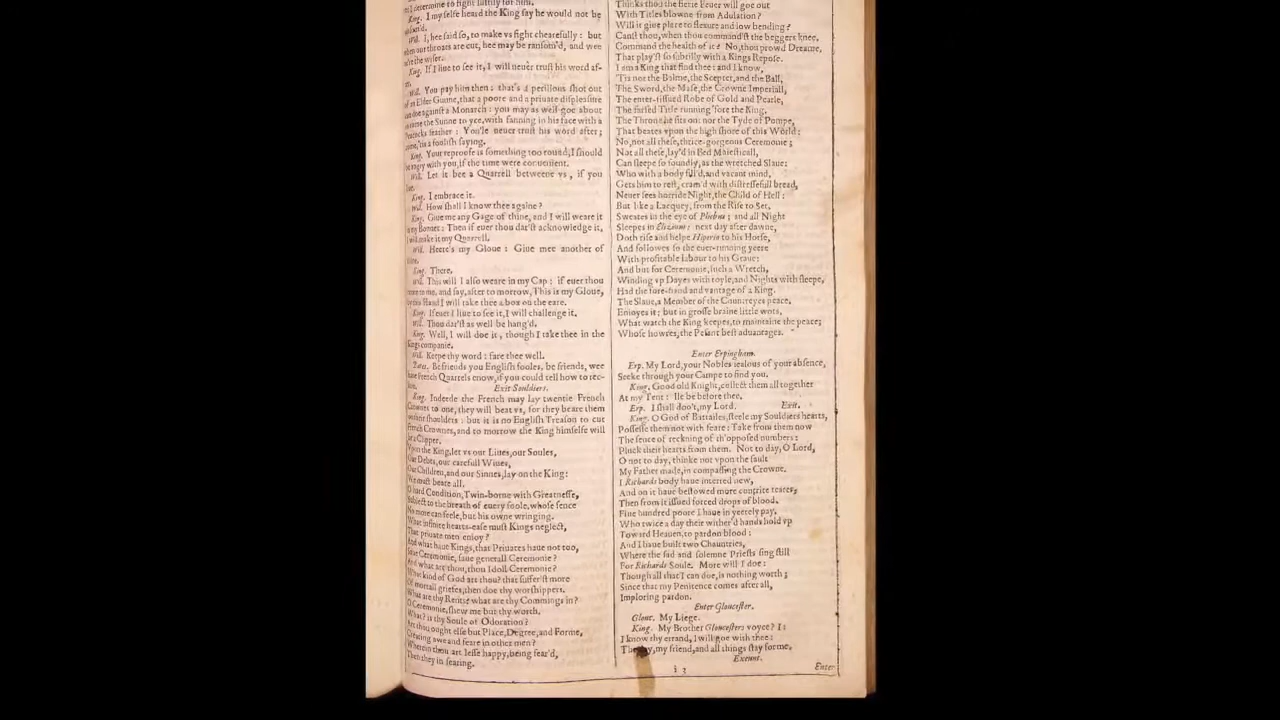 determine to fight lustily for him.
King. I my selfe heard the King say he would not be
Will. I, hee said so, to make vs fight chearefully : but
when our throats are cut, hee may be ransom'd, and wee
ne're the wiser.
King. If I liue to see it, I will neuer trust his word af-
Will. You pay him then : that's a perillous shot out
of an Elder Gunne, that a poore and a priuate displeasure
can doe against a Monarch : you may as well goe about
to turne the Sunne to yce, with fanning in his face with a
Peacocks feather : You'le neuer trust his word after;
come, 'tis a foolish saying.
King. Your reproofe is something too round, I should
be angry with you, if the time were conuenient.
Will. Let it bee a Quarrell betweene vs, if you
liue.
King. I embrace it.
Will. How shall I know thee againe ?
King. Giue me any Gage of thine, and I will weare it
in my Bonnet : Then if euer thou dar'st acknowledge it,
I will make it my Quarrell.
Will. Heere's my Gloue : Giue mee another of
thine.
King. There.
Will. This will I also weare in my Cap : if euer thou
come to me, and say, after to morrow, This is my Gloue,
by this Hand I will take thee a box on the eare.
King. If euer I liue to see it, I will challenge it.
Will. Thou dar'st as well be hang'd.
King. Well, I will doe it, though I take thee in the
Kings companie.
Will. Keepe thy word : fare thee well.
Bates. Be friends you English fooles, be friends, wee
haue French Quarrels enow, if you could tell how to rec-
kon. Exit Souldiers.
King. Indeede the French may lay twentie French
Crownes to one, they will beat vs, for they beare them
on their shoulders : but it is no English Treason to cut
French Crownes, and to morrow the King himselfe will
be a Clipper.
Vpon the King, let vs our Liues, our Soules,
Our Debts, our carefull Wiues,
Our Children, and our Sinnes, lay on the King:
We must beare all.
O hard Condition, Twin-borne with Greatnesse,
Subiect to the breath of euery foole, whose sence
No more can feele, but his owne wringing.
What infinite hearts-ease must Kings neglect,
That priuate men enioy ?
And what haue Kings, that Priuates haue not too,
Saue Ceremonie, saue generall Ceremonie ?
And what art thou, thou Idoll Ceremonie ?
What kind of God art thou? that suffer'st more
Of mortall griefes, then doe thy worshippers.
What are thy Rents? what are thy Commings in?
O Ceremonie, shew me but thy worth.
What? is thy Soule of Odoration ?
Art thou ought else but Place, Degree, and Forme,
Creating awe and feare in other men ?
Wherein thou art lesse happy, being fear'd,
Then they in fearing.
Thinks thou the fierie Feuer will goe out
With Titles blowne from Adulation ?
Will it giue place to flexure and low bending ?
Canst thou, when thou command'st the beggers knee,
Command the health of it ? No, thou prowd Dreame,
That play'st so subtilly with a Kings Repose.
I am a King that find thee : and I know,
'Tis not the Balme, the Scepter, and the Ball,
The Sword, the Mase, the Crowne Imperiall,
The enter-tissued Robe of Gold and Pearle,
The farsed Title running 'fore the King,
The Throne he sits on: nor the Tyde of Pompe,
That beates vpon the high shore of this World :
No, not all these, thrice-gorgeous Ceremonie ;
Not all these, lay'd in Bed Maiesticall,
Can sleepe so soundly, as the wretched Slaue:
Who with a body fill'd, and vacant mind,
Gets him to rest, cram'd with distressefull bread,
Neuer sees horride Night, the Child of Hell :
But like a Lacquey, from the Rise to Set,
Sweates in the eye of Phebus ; and all Night
Sleepes in Elizium : next day after dawne,
Doth rise and helpe Hiperiō to his Horse,
And followes so the euer-running yeere
With profitable labour to his Graue:
And but for Ceremonie, such a Wretch,
Winding vp Dayes with toyle, and Nights with sleepe,
Had the fore-hand and vantage of a King.
The Slaue, a Member of the Countreyes peace,
Enioyes it ; but in grosse braine little wots,
What watch the King keepes, to maintaine the peace;
Whose howres, the Pesant best aduantages.
Enter Erpingham.
Erp. My Lord, your Nobles iealous of your absence,
Seeke through your Campe to find you.
King. Good old Knight, collect them all together
At my Tent : Ile be before thee.
Erp. I shall doo't, my Lord. Exit.
King. O God of Battailes, steele my Souldiers hearts,
Possesse them not with feare : Take from them now
The sence of reckning of th'opposed numbers :
Pluck their hearts from them. Not to day, O Lord,
O not to day, thinke not vpon the fault
My Father made, in compassing the Crowne.
I Richards body haue interred new,
And on it haue bestowed more contrite teares,
Then from it issued forced drops of blood.
Fiue hundred poore I haue in yeerely pay,
Who twice a day their wither'd hands hold vp
Toward Heauen, to pardon blood :
And I haue built two Chauntries,
Where the sad and solemne Priests sing still
For Richards Soule. More will I doe :
Though all that I can doe, is nothing worth ;
Since that my Penitence comes after all,
Imploring pardon.
Enter Gloucester.
Glouc. My Liege.
King. My Brother Gloucesters voyce ? I :
I know thy errand, I will goe with thee :
The day, my friend, and all things stay for me.
Exeunt.
i 3
Enter